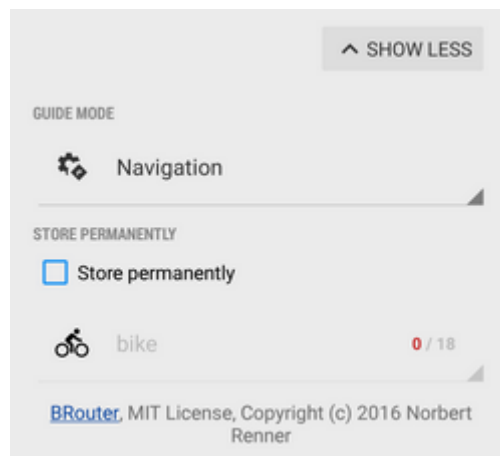 SHOW LESS
GUIDE MODE
Navigation
STORE PERMANENTLY
Store permanently
bike 0 / 18
BRouter, MIT License, Copyright (c) 2016 Norbert
Renner